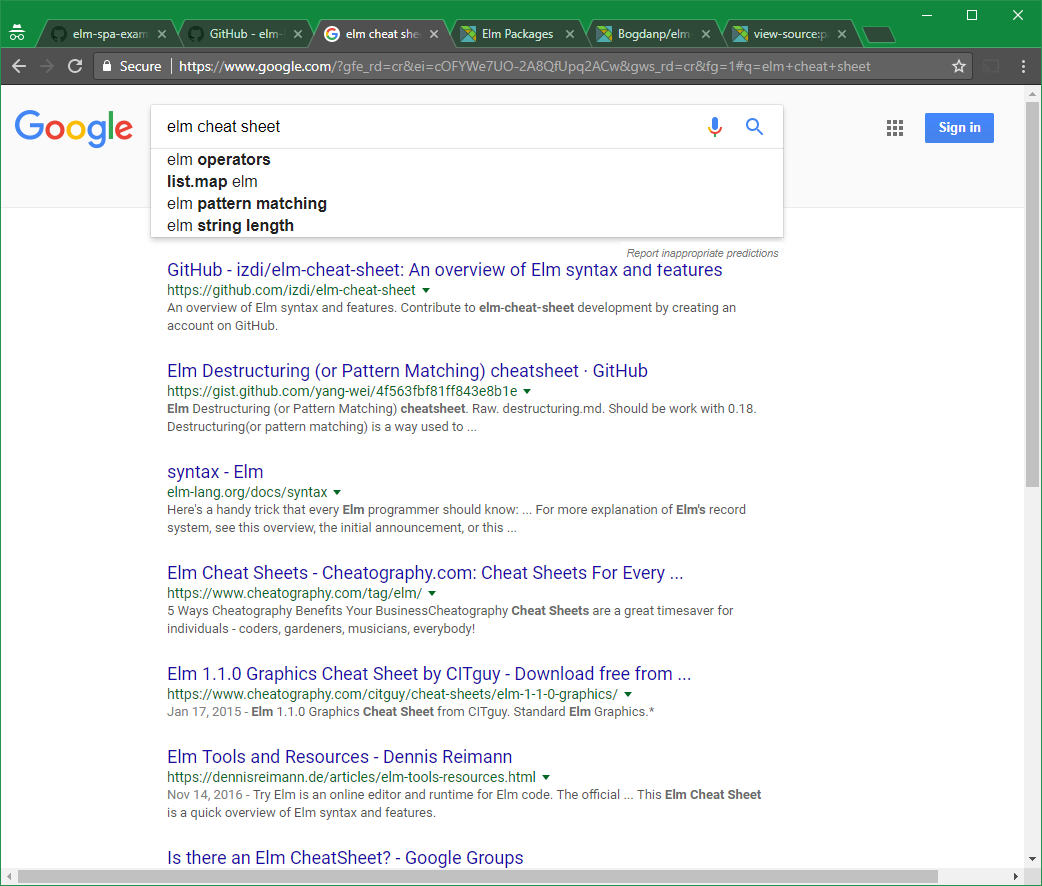 elm-spa-exam
GitHub - elm-
elm cheat she
Elm Packages
Bogdanp/elm-
view-source:p
Secure
https://www.google.com/?gfe_rd=cr&ei=cOFYWe7UO-2A8QfUpq2ACw&gws_rd=cr&fg=1#q=elm+cheat+sheet
Google
elm cheat sheet
Sign in
elm operators
list.map elm
elm pattern matching
elm string length
Report inappropriate predictions
GitHub - izdi/elm-cheat-sheet: An overview of Elm syntax and features
https://github.com/izdi/elm-cheat-sheet
An overview of Elm syntax and features. Contribute to elm-cheat-sheet development by creating an
account on GitHub.
Elm Destructuring (or Pattern Matching) cheatsheet · GitHub
https://gist.github.com/yang-wei/4f563fbf81ff843e8b1e
Elm Destructuring (or Pattern Matching) cheatsheet. Raw. destructuring.md. Should be work with 0.18.
Destructuring(or pattern matching) is a way used to ...
syntax - Elm
elm-lang.org/docs/syntax
Here's a handy trick that every Elm programmer should know: ... For more explanation of Elm's record
system, see this overview, the initial announcement, or this ...
Elm Cheat Sheets - Cheatography.com: Cheat Sheets For Every ...
https://www.cheatography.com/tag/elm/
5 Ways Cheatography Benefits Your BusinessCheatography Cheat Sheets are a great timesaver for
individuals - coders, gardeners, musicians, everybody!
Elm 1.1.0 Graphics Cheat Sheet by CITguy - Download free from ...
https://www.cheatography.com/citguy/cheat-sheets/elm-1-1-0-graphics/
Jan 17, 2015 - Elm 1.1.0 Graphics Cheat Sheet from CITguy. Standard Elm Graphics.*
Elm Tools and Resources - Dennis Reimann
https://dennisreimann.de/articles/elm-tools-resources.html
Nov 14, 2016 - Try Elm is an online editor and runtime for Elm code. The official ... This Elm Cheat Sheet
is a quick overview of Elm syntax and features.
Is there an Elm CheatSheet? - Google Groups